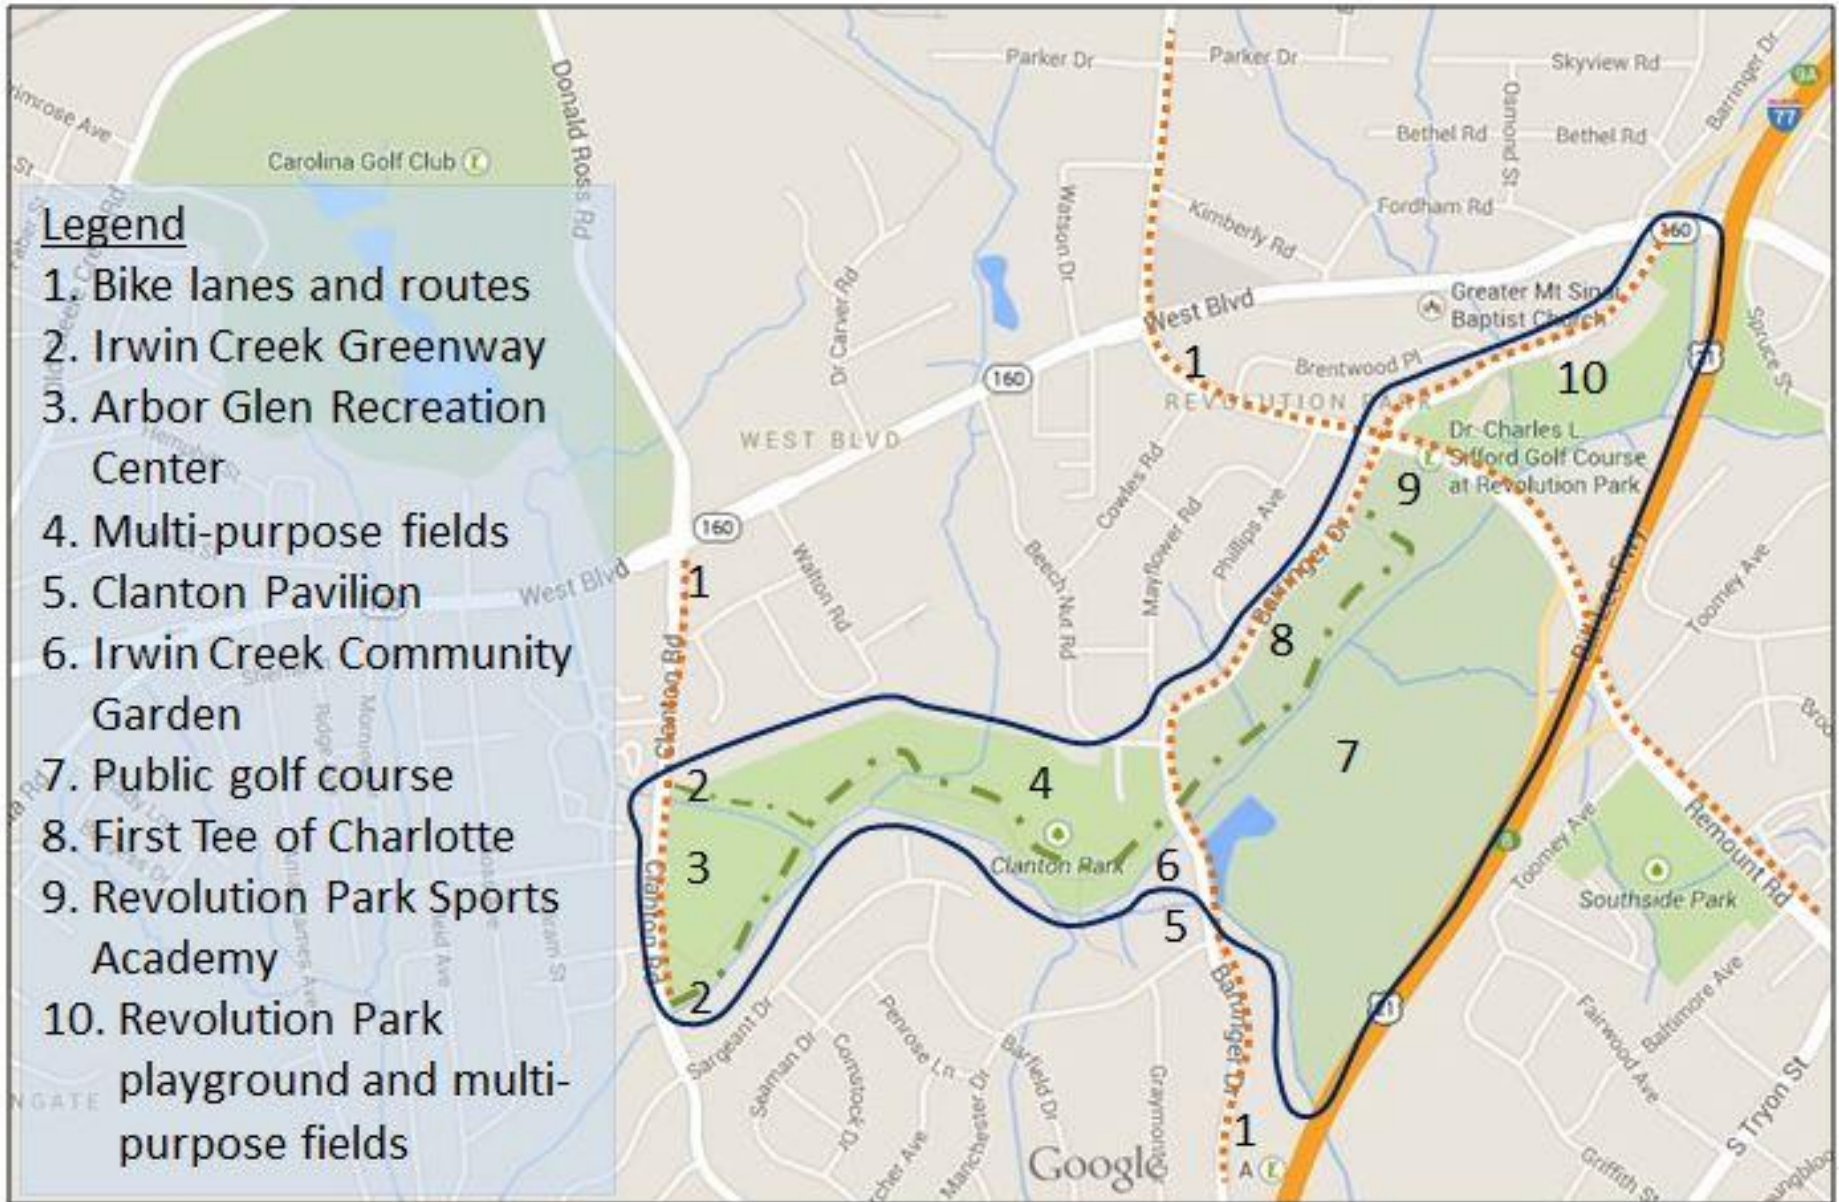 Legend
1. Bike lanes and routes
2. Irwin Creek Greenway
3. Arbor Glen Recreation
Center
4. Multi-purpose fields
5. Clanton Pavilion
6. Irwin Creek Community
Garden
7. Public golf course
8. First Tee of Charlotte
9. Revolution Park Sports
Academy
10. Revolution Park
playground and multi-
purpose fields
Carolina Golf Club
Donald Ross Rd
Parker Dr
Parker Dr
Skyview Rd
Barringer Dr
9A
77
Osmond St
Bethel Rd
Bethel Rd
Fordham Rd
Kimberly Rd
Watson Dr
Dr Carver Rd
160
West Blvd
Greater Mt Sinai
Baptist Church
Spruce St
1
Brentwood Pl
10
REVOLUTION PARK
160
WEST BLVD
Dr. Charles L.
Sifford Golf Course
at Revolution Park
9
Cowles Rd
Mayflower Rd
Phillips Ave
Beech Nut Rd
Walton Rd
160
West Blvd
1
Clanton Rd
Barringer Dr
8
Toomey Ave
7
2
4
3
Clanton Park
6
5
Clanton Rd
2
Toomey Ave
Remount Rd
Southside Park
21
Baltimore Ave
Fairwood Ave
S Tryon St
Griffith St
Sargeant Dr
Seaman Dr
Comstock Dr
Penrose Ln
Manchester Dr
Barfield Dr
Barringer Dr
1
A
Google